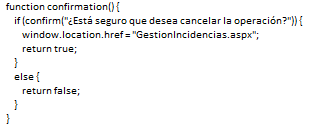 function confirmation(){
if(confirm("¿Está seguro que desea cancelar la operación?")){
window.location.href = "GestionIncidencias.aspx";
return true;
}
else {
return false;
}
}